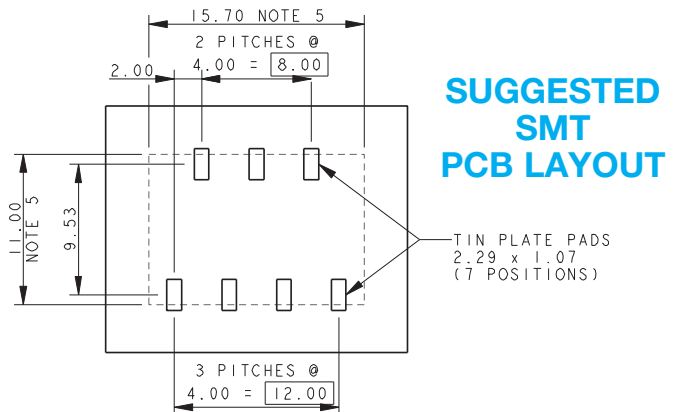 15.70 NOTE 5
2 PITCHES @
4.00 = 8.00
2.00
SUGGESTED
SMT
PCB LAYOUT
11.00
NOTE 5
9.53
TIN PLATE PADS
2.29 x 1.07
(7 POSITIONS)
3 PITCHES @
4.00 = 12.00